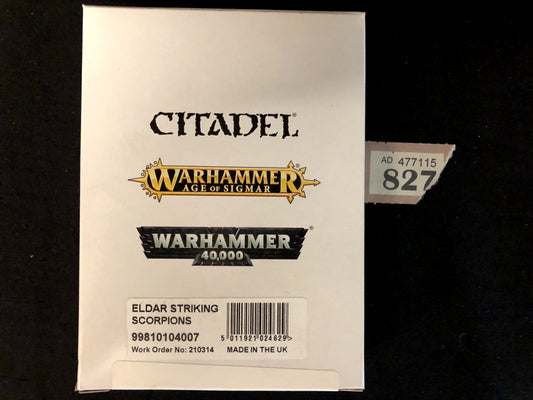 CITADEL®
WARHAMMER®
AGE OF SIGMAR
WARHAMMER®
40,000
ELDAR STRIKING
SCORPIONS
99810104007
Work Order No: 210314
5 011921 024629>
MADE IN THE UK
AD 477115
827